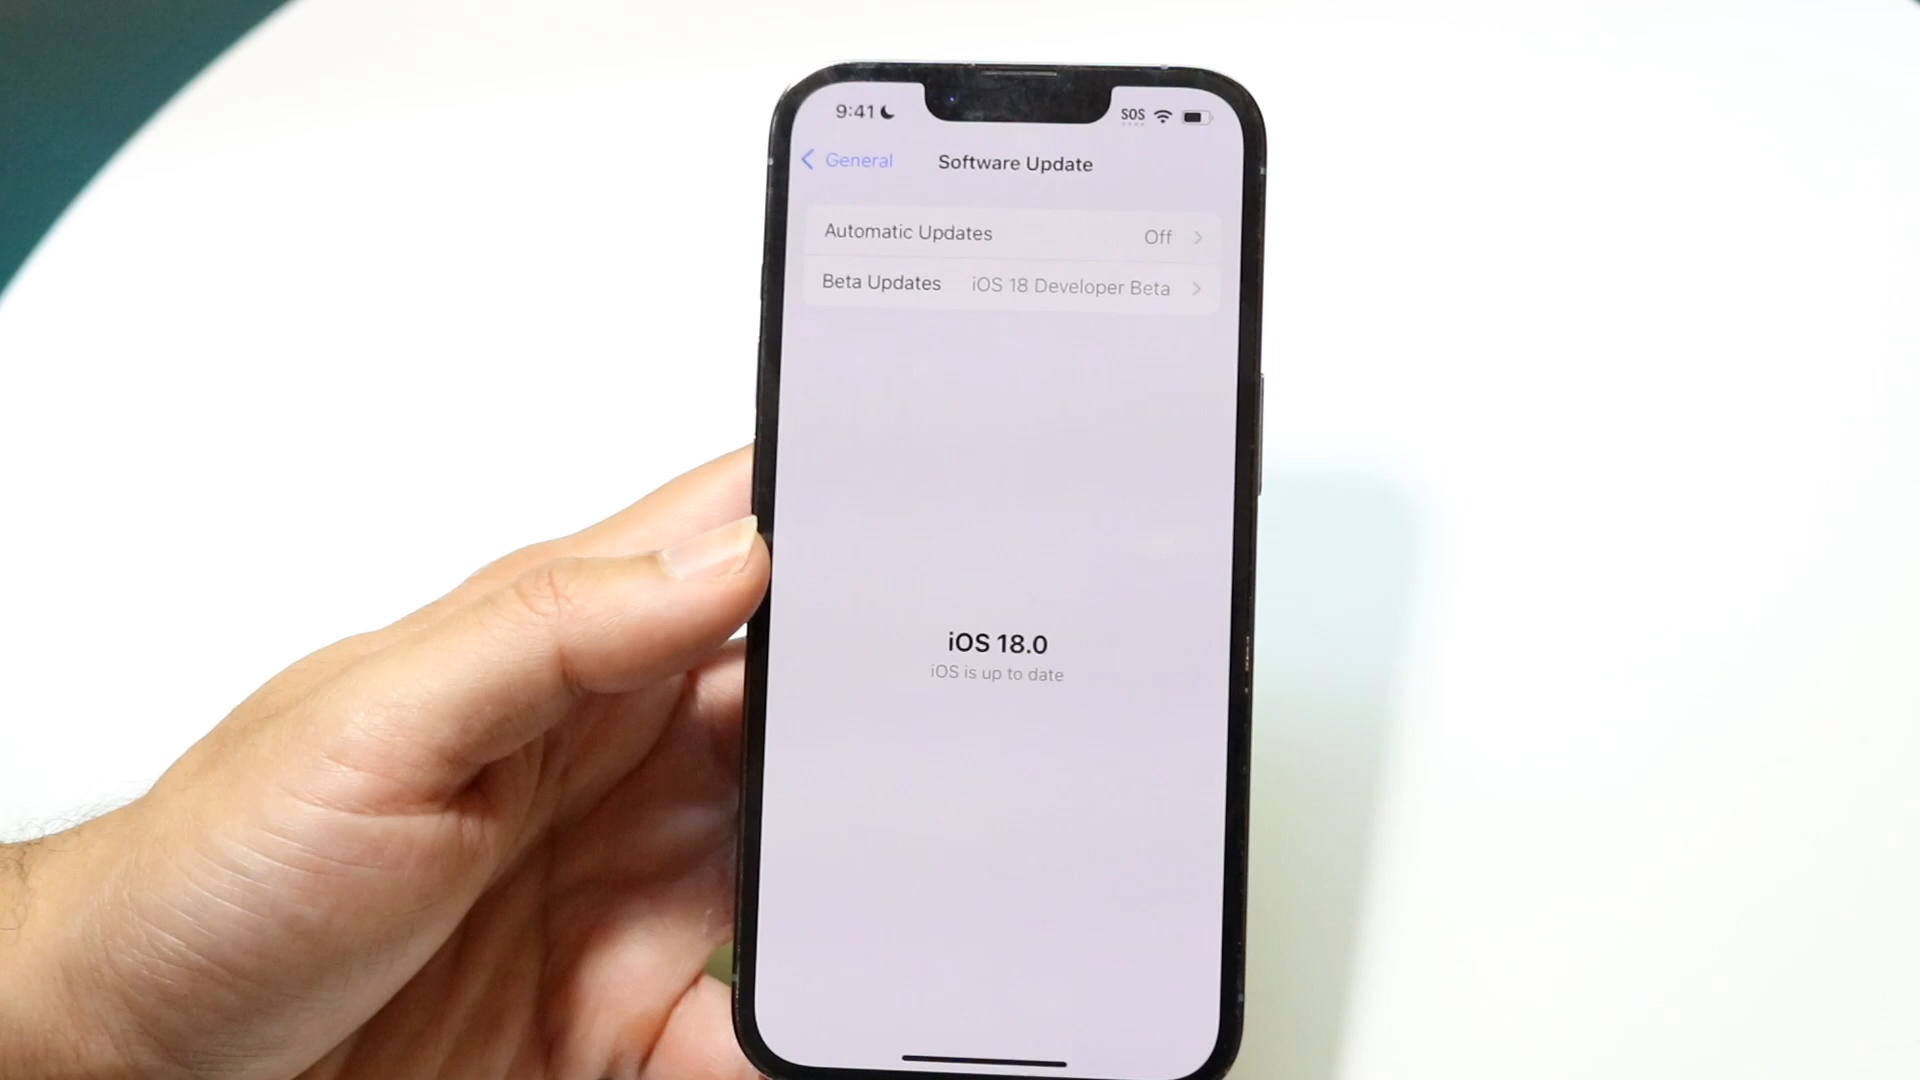 9:41 SOS
General Software Update
Automatic Updates Off
Beta Updates iOS 18 Developer Beta
iOS 18.0
iOS is up to date